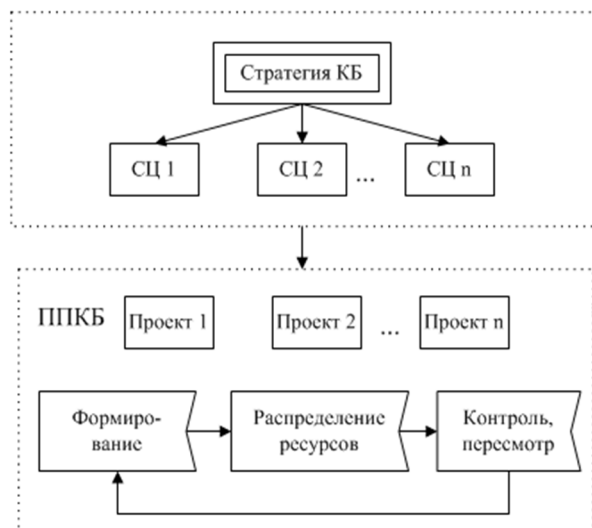 Стратегия КБ
СЦ 1
СЦ 2
...
СЦ n
ППКБ
Проект 1
Проект 2
...
Проект n
Формиро-
вание
Распределение
ресурсов
Контроль,
пересмотр